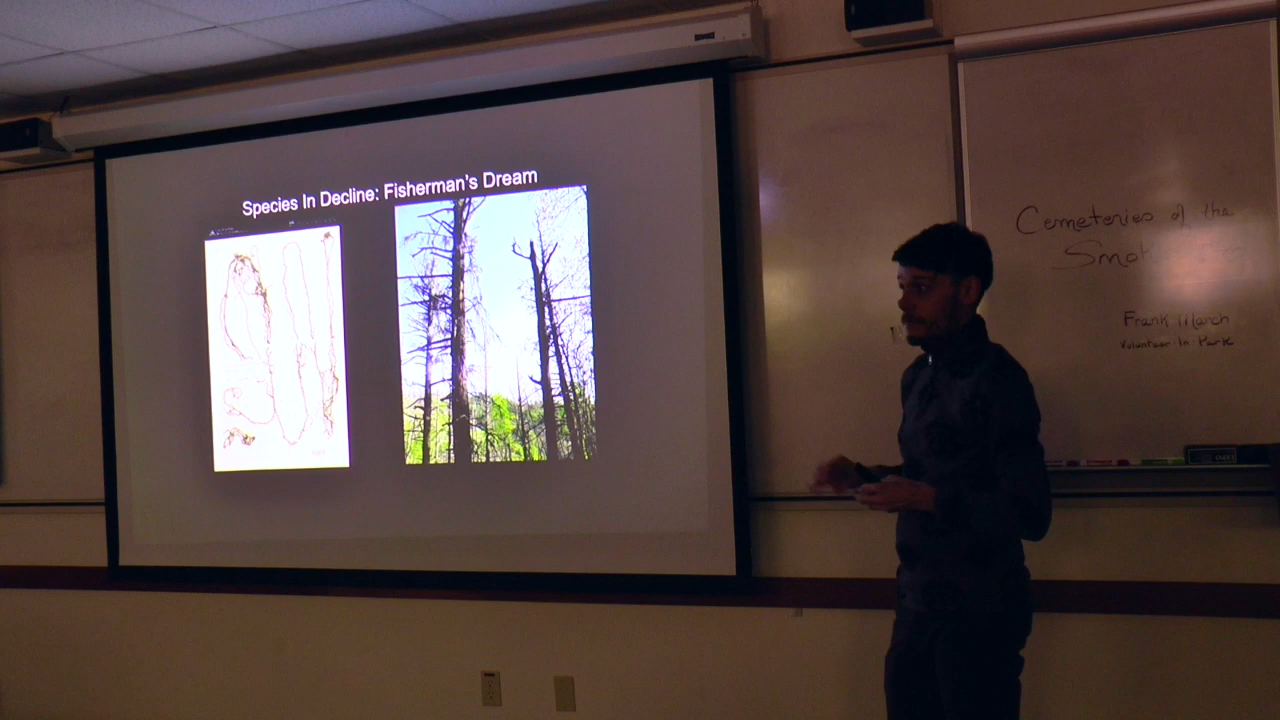 Species In Decline: Fisherman's Dream
Cemeteries of the
Frank March
Volunteer In Park